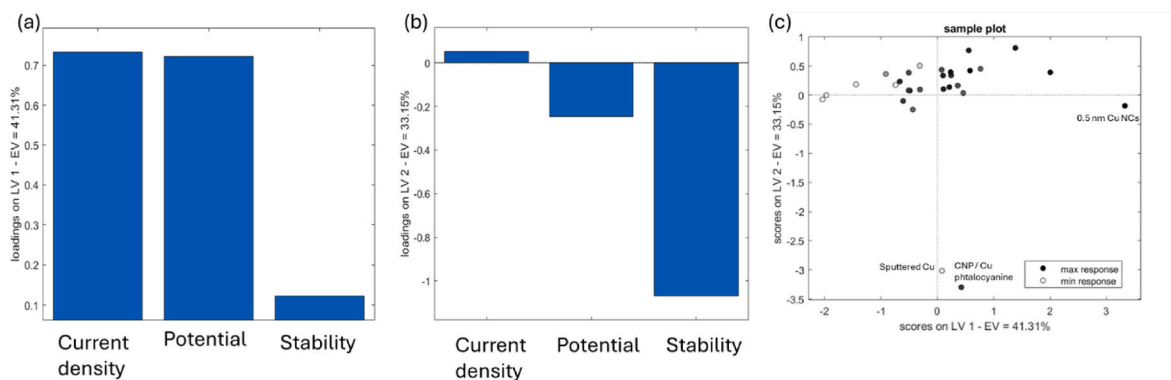 (a)
loadings on LV 1 - EV = 41.31%
0.7
0.6
0.5
0.4
0.3
0.2
0.1
Current density
Potential
Stability
(b)
loadings on LV 2 - EV = 33.15%
0
-0.2
-0.4
-0.6
-0.8
-1
Current density
Potential
Stability
(c)
sample plot
scores on LV 2 - EV = 33.15%
1
0.5
0
-0.5
-1
-1.5
-2
-2.5
-3
-3.5
0.5 nm Cu NCs
Sputtered Cu
CNP / Cu
phtalocyanine
max response
min response
-2
-1
0
1
2
3
scores on LV 1 - EV = 41.31%